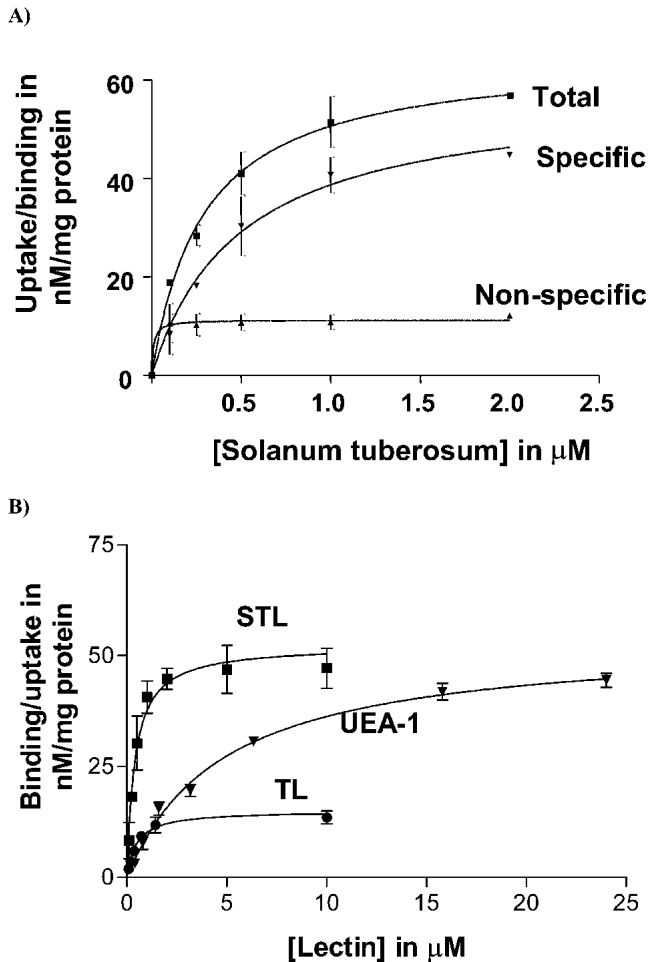 A)
Uptake/binding in
nM/mg protein
60
40
20
0
Total
Specific
Non-specific
0.5
1.0
1.5
2.0
2.5
[Solanum tuberosum] in μM
B)
Binding/uptake in
nM/mg protein
75
50
25
0
STL
UEA-1
TL
0
5
10
15
20
25
[Lectin] in μM